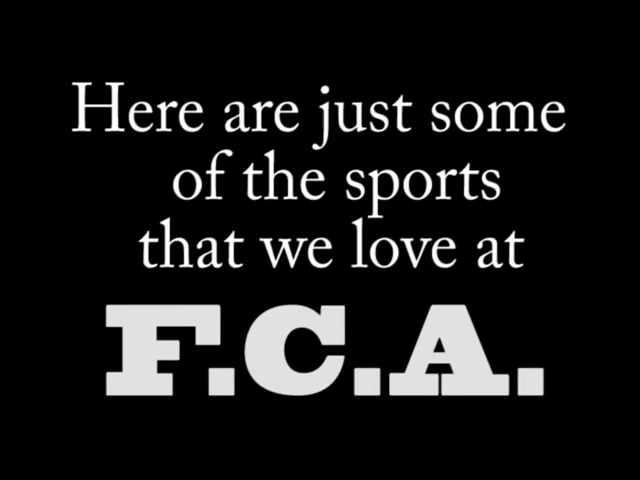 Here are just some
of the sports
that we love at
F.C.A.